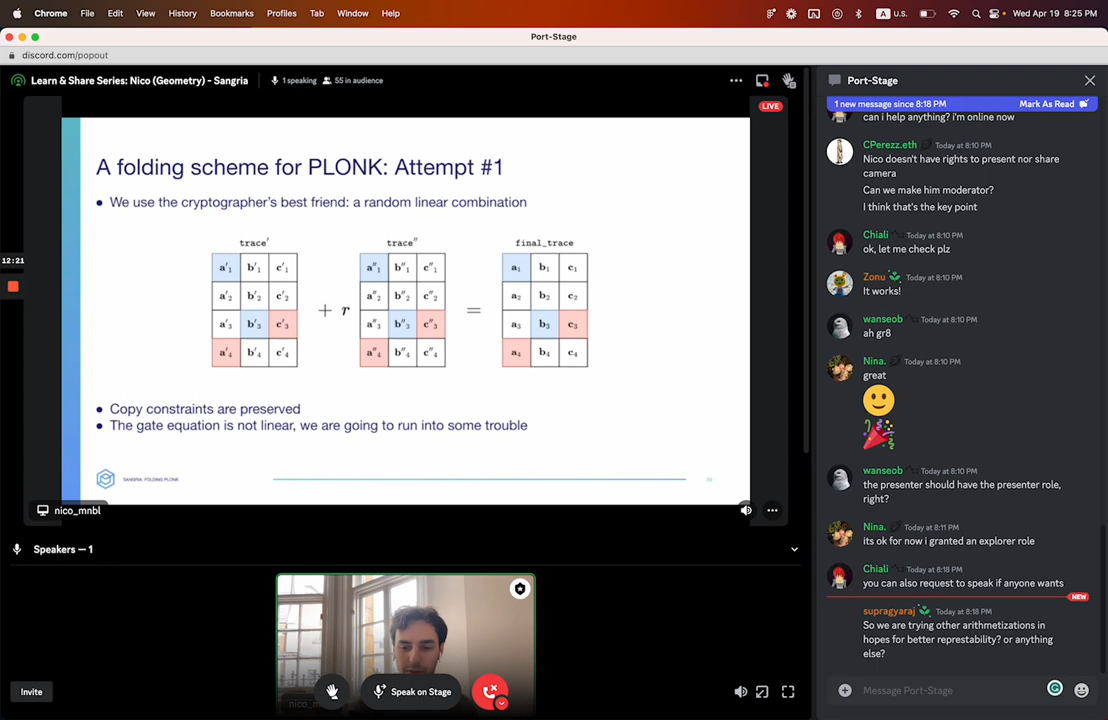 Chrome File Edit View History Bookmarks Profiles Tab Window Help A U.S. Wed Apr 19 8:25 PM
Port-Stage
discord.com/popout
Learn & Share Series: Nico (Geometry) - Sangria 1 speaking 55 in audience
LIVE
A folding scheme for PLONK: Attempt #1
• We use the cryptographer's best friend: a random linear combination
trace' trace'' final_trace
a'₁ b'₁ c'₁ a''₁ b''₁ c''₁ a₁ b₁ c₁
a'₂ b'₂ c'₂ a''₂ b''₂ c''₂ a₂ b₂ c₂
+ r =
a'₃ b'₃ c'₃ a''₃ b''₃ c''₃ a₃ b₃ c₃
a'₄ b'₄ c'₄ a''₄ b''₄ c''₄ a₄ b₄ c₄
• Copy constraints are preserved
• The gate equation is not linear, we are going to run into some trouble
SANGRIA: FOLDING PLONK
nico_mnbl
12:21
Speakers — 1
nico_m
Invite
Speak on Stage
Port-Stage
1 new message since 8:18 PM Mark As Read
can i help anything? i'm online now
CPerezz.eth Today at 8:10 PM
Nico doesn't have rights to present nor share
camera
Can we make him moderator?
I think that's the key point
Chiali Today at 8:10 PM
ok, let me check plz
Zonu Today at 8:10 PM
It works!
wanseob Today at 8:10 PM
ah gr8
Nina. Today at 8:10 PM
great
wanseob Today at 8:10 PM
the presenter should have the presenter role,
right?
Nina. Today at 8:11 PM
its ok for now i granted an explorer role
Chiali Today at 8:18 PM
you can also request to speak if anyone wants
NEW
supragyaraj Today at 8:18 PM
So we are trying other arithmetizations in
hopes for better represtability? or anything
else?
Message Port-Stage